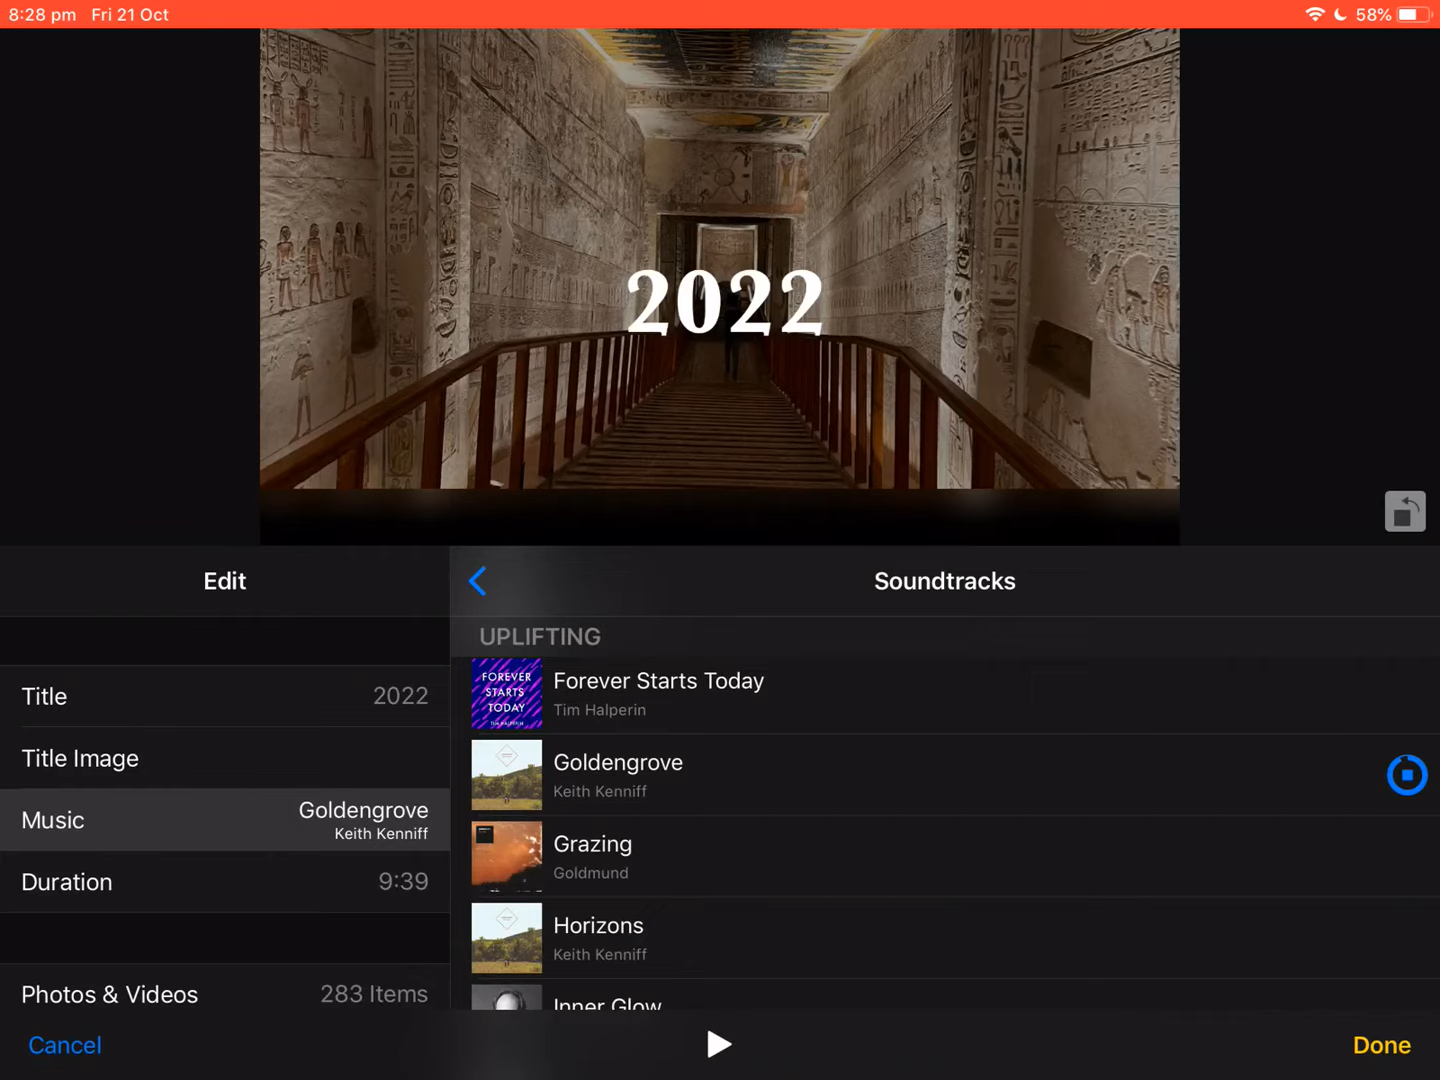 8:28 pm Fri 21 Oct
58%
2022
Edit
Soundtracks
UPLIFTING
Title 2022
Title Image
Music Goldengrove
Keith Kenniff
Duration 9:39
Photos & Videos 283 Items
FOREVER
STARTS
TODAY
TIM HALPERIN
Forever Starts Today
Tim Halperin
Goldengrove
Keith Kenniff
Grazing
Goldmund
Horizons
Keith Kenniff
Inner Glow
Cancel
Done